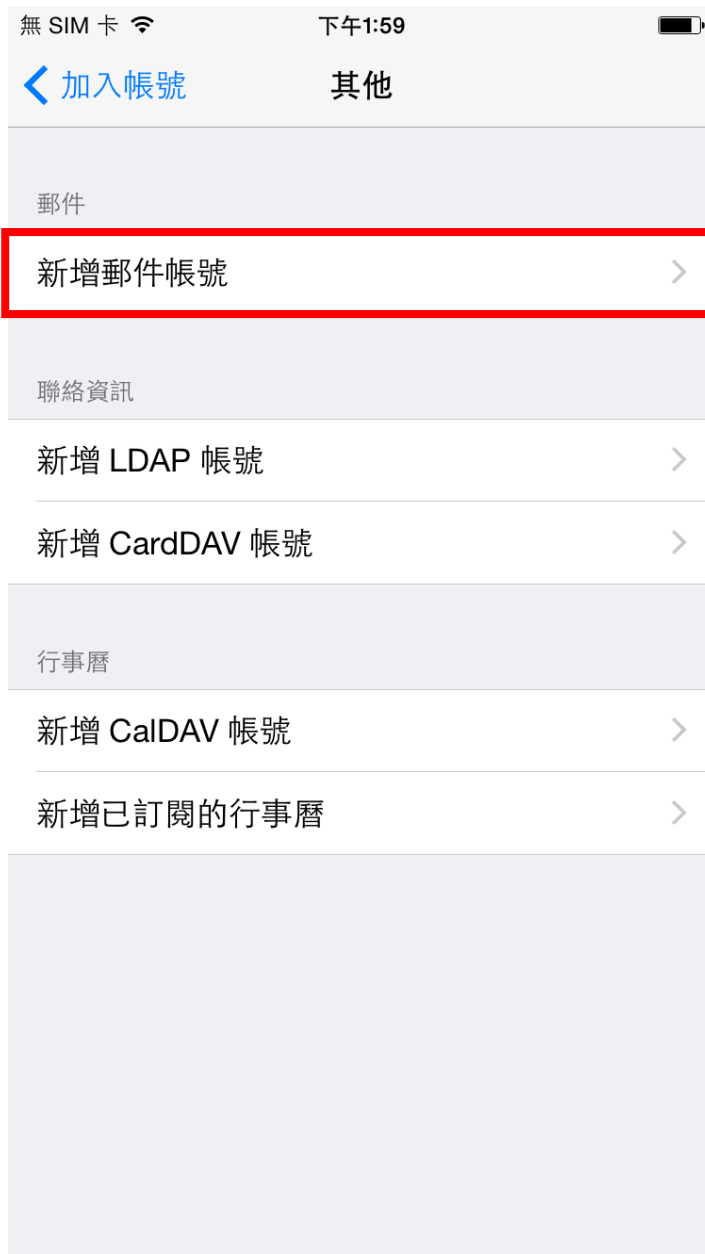 無 SIM 卡 下午1:59
加入帳號 其他
郵件
新增郵件帳號
聯絡資訊
新增 LDAP 帳號
新增 CardDAV 帳號
行事曆
新增 CalDAV 帳號
新增已訂閱的行事曆